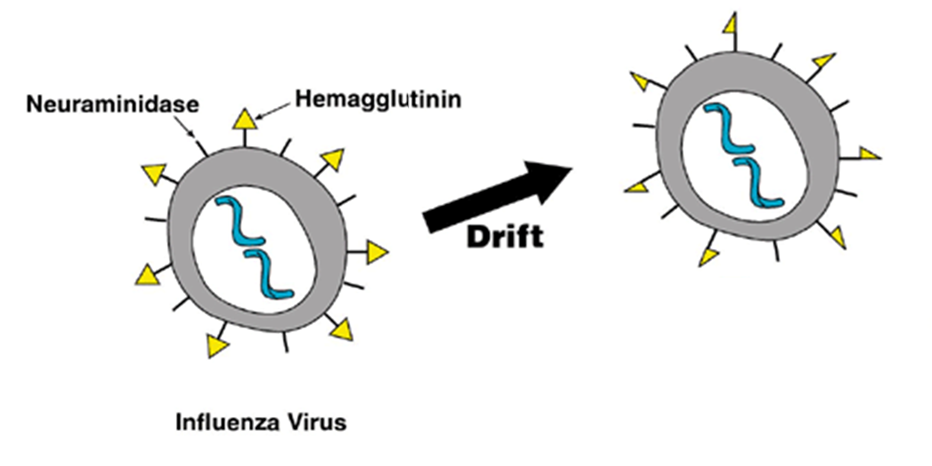 Neuraminidase
Hemagglutinin
Drift
Influenza Virus